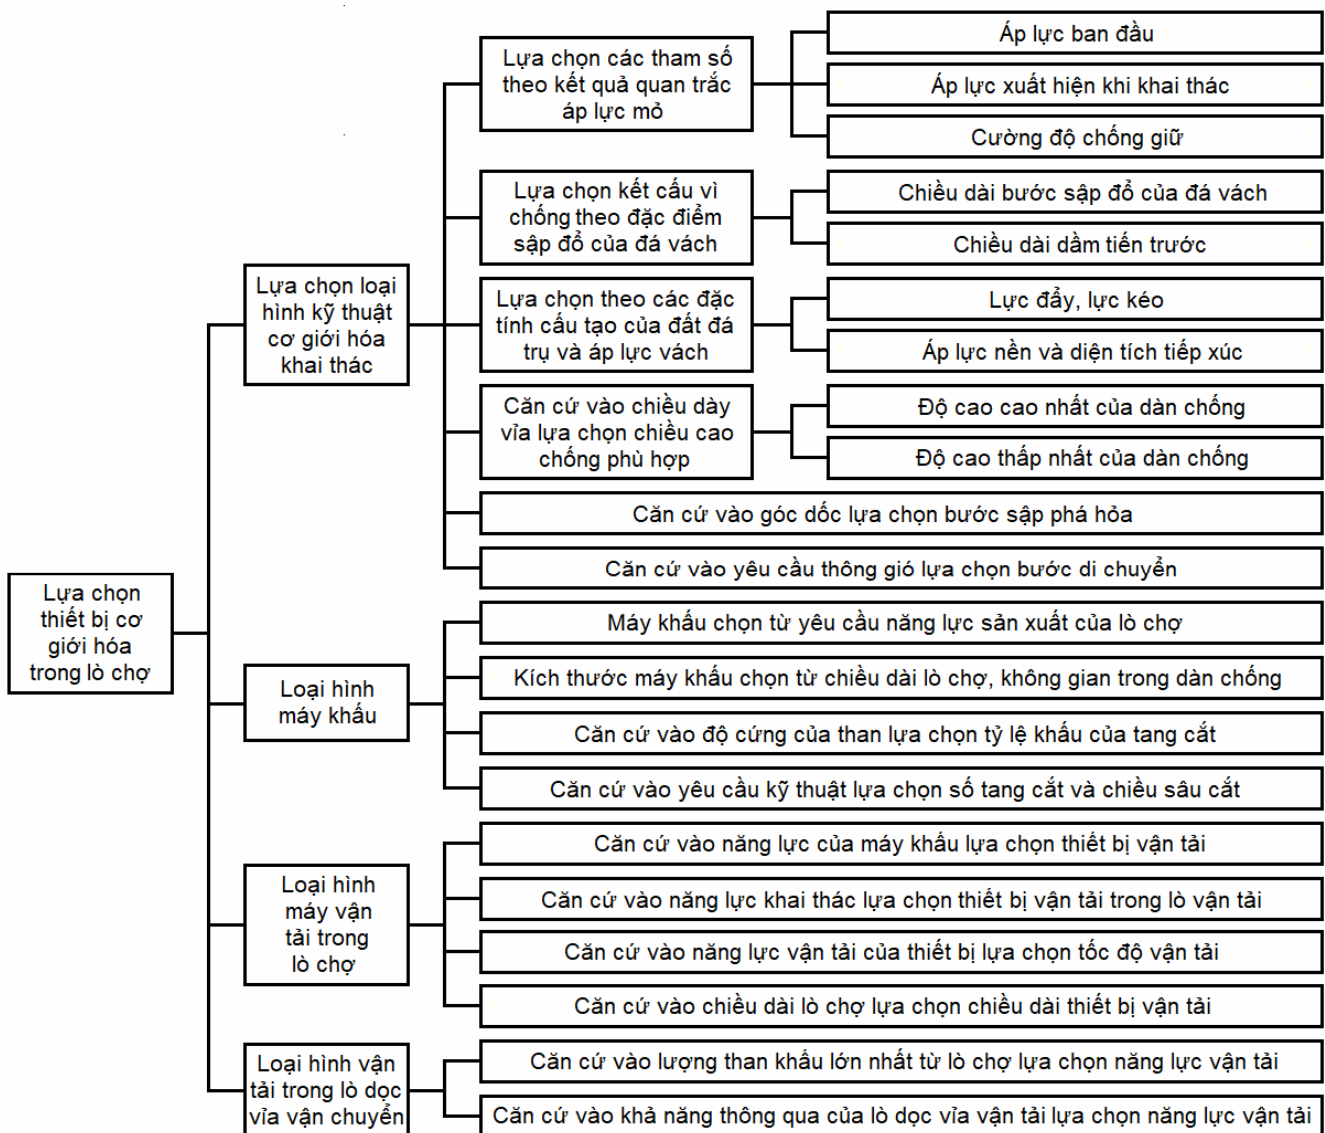 Lựa chọn
thiết bị cơ
giới hóa
trong lò chợ
Lựa chọn loại
hình kỹ thuật
cơ giới hóa
khai thác
Lựa chọn các tham số
theo kết quả quan trắc
áp lực mỏ
Áp lực ban đầu
Áp lực xuất hiện khi khai thác
Cường độ chống giữ
Lựa chọn kết cấu vì
chống theo đặc điểm
sập đổ của đá vách
Chiều dài bước sập đổ của đá vách
Chiều dài dầm tiến trước
Lựa chọn theo các đặc
tính cấu tạo của đất đá
trụ và áp lực vách
Lực đẩy, lực kéo
Áp lực nền và diện tích tiếp xúc
Căn cứ vào chiều dày
vỉa lựa chọn chiều cao
chống phù hợp
Độ cao cao nhất của dàn chống
Độ cao thấp nhất của dàn chống
Căn cứ vào góc dốc lựa chọn bước sập phá hỏa
Căn cứ vào yêu cầu thông gió lựa chọn bước di chuyển
Loại hình
máy khấu
Máy khấu chọn từ yêu cầu năng lực sản xuất của lò chợ
Kích thước máy khấu chọn từ chiều dài lò chợ, không gian trong dàn chống
Căn cứ vào độ cứng của than lựa chọn tỷ lệ khấu của tang cắt
Căn cứ vào yêu cầu kỹ thuật lựa chọn số tang cắt và chiều sâu cắt
Loại hình
máy vận
tải trong
lò chợ
Căn cứ vào năng lực của máy khấu lựa chọn thiết bị vận tải
Căn cứ vào năng lực khai thác lựa chọn thiết bị vận tải trong lò vận tải
Căn cứ vào năng lực vận tải của thiết bị lựa chọn tốc độ vận tải
Căn cứ vào chiều dài lò chợ lựa chọn chiều dài thiết bị vận tải
Loại hình vận
tải trong lò dọc
vỉa vận chuyển
Căn cứ vào lượng than khấu lớn nhất từ lò chợ lựa chọn năng lực vận tải
Căn cứ vào khả năng thông qua của lò dọc vỉa vận tải lựa chọn năng lực vận tải